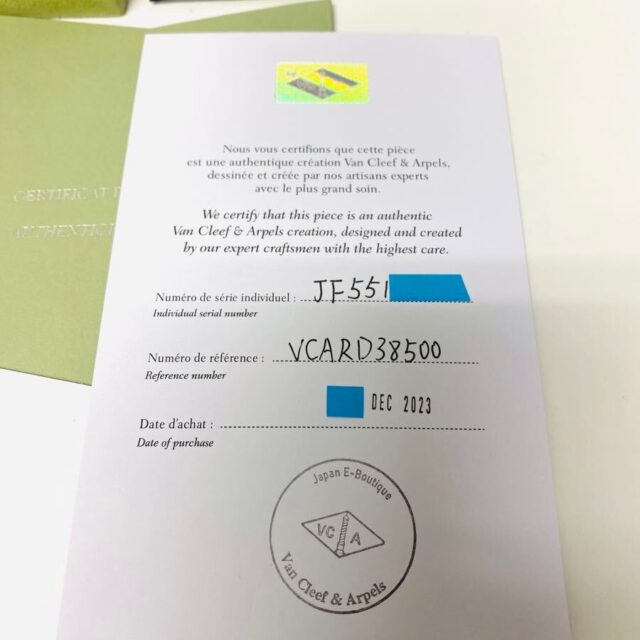 CERTIFICAT D
AUTHENTIQU
Nous vous certifions que cette pièce
est une authentique création Van Cleef & Arpels,
dessinée et créée par nos artisans experts
avec le plus grand soin.
We certify that this piece is an authentic
Van Cleef & Arpels creation, designed and created
by our expert craftsmen with the highest care.
Numéro de série individuel : JF551
Individual serial number
Numéro de référence : VCARD38500
Reference number
DEC 2023
Date d'achat :
Date of purchase
Japan E-Boutique
VC A
Van Cleef & Arpels